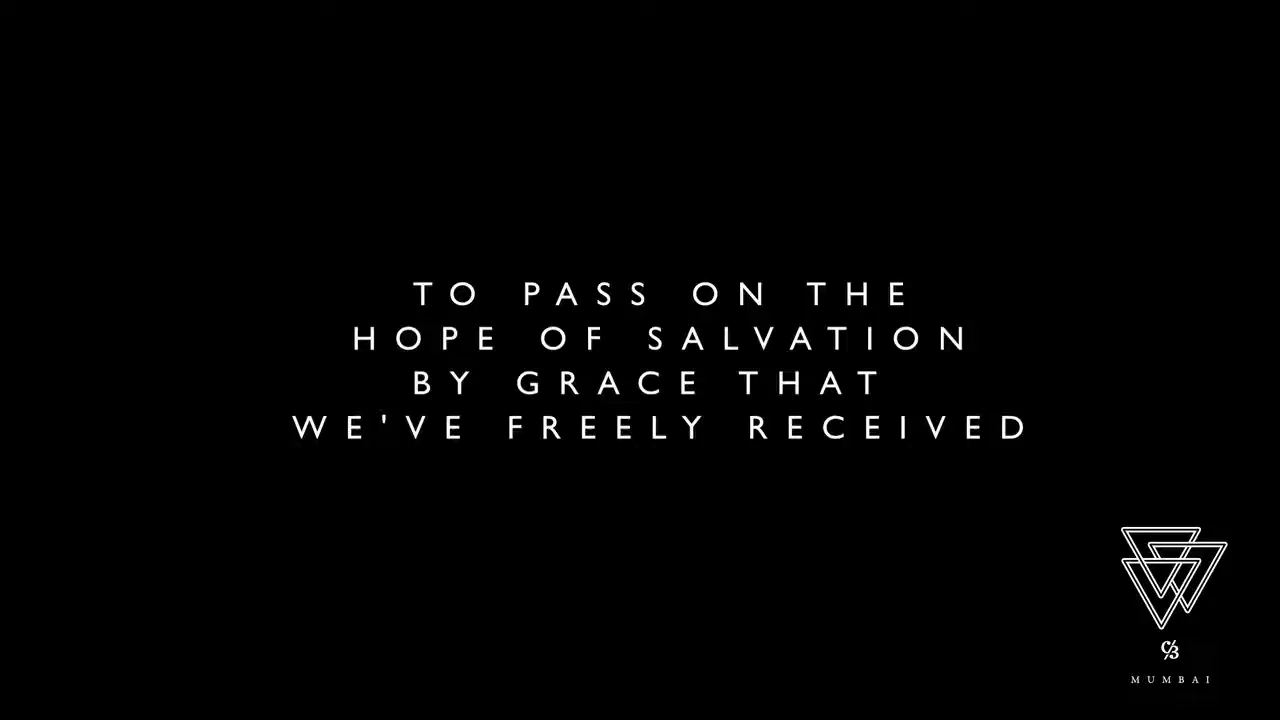 TO PASS ON THE
HOPE OF SALVATION
BY GRACE THAT
WE'VE FREELY RECEIVED
C3
MUMBAI